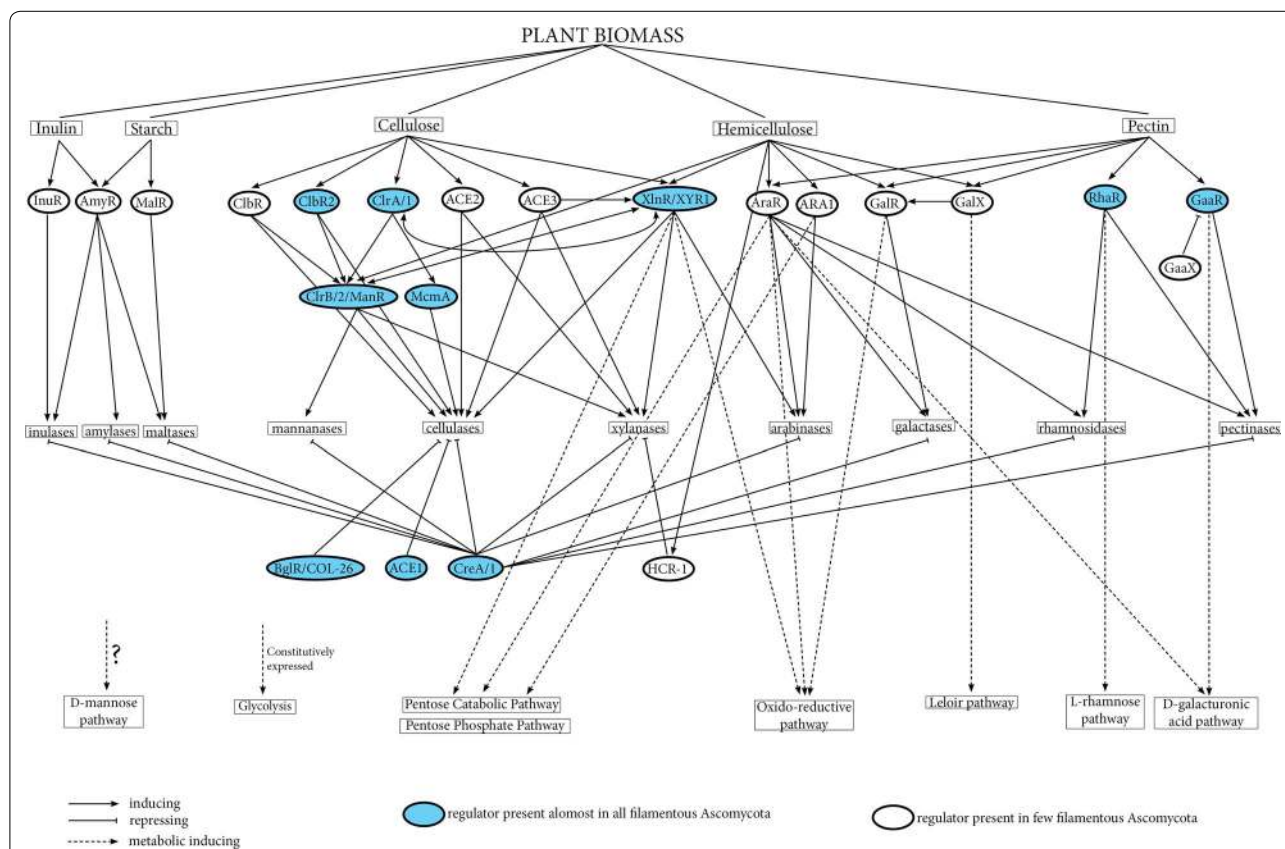 PLANT BIOMASS
Inulin
Starch
Cellulose
Hemicellulose
Pectin
InuR
AmyR
MalR
ClbR
ClbR2
ClrA/1
ACE2
ACE3
XlnR/XYR1
AraR
ARA1
GalR
GalX
RhaR
GaaR
GaaX
ClrB/2/ManR
McmA
inulases
amylases
maltases
mannanases
cellulases
xylanases
arabinases
galactases
rhamnosidases
pectinases
BglR/COL-26
ACE1
CreA/1
HCR-1
?
Constitutively
expressed
D-mannose
pathway
Glycolysis
Pentose Catabolic Pathway
Pentose Phosphate Pathway
Oxido-reductive
pathway
Leloir pathway
L-rhamnose
pathway
D-galacturonic
acid pathway
inducing
repressing
metabolic inducing
regulator present alomost in all filamentous Ascomycota
regulator present in few filamentous Ascomycota